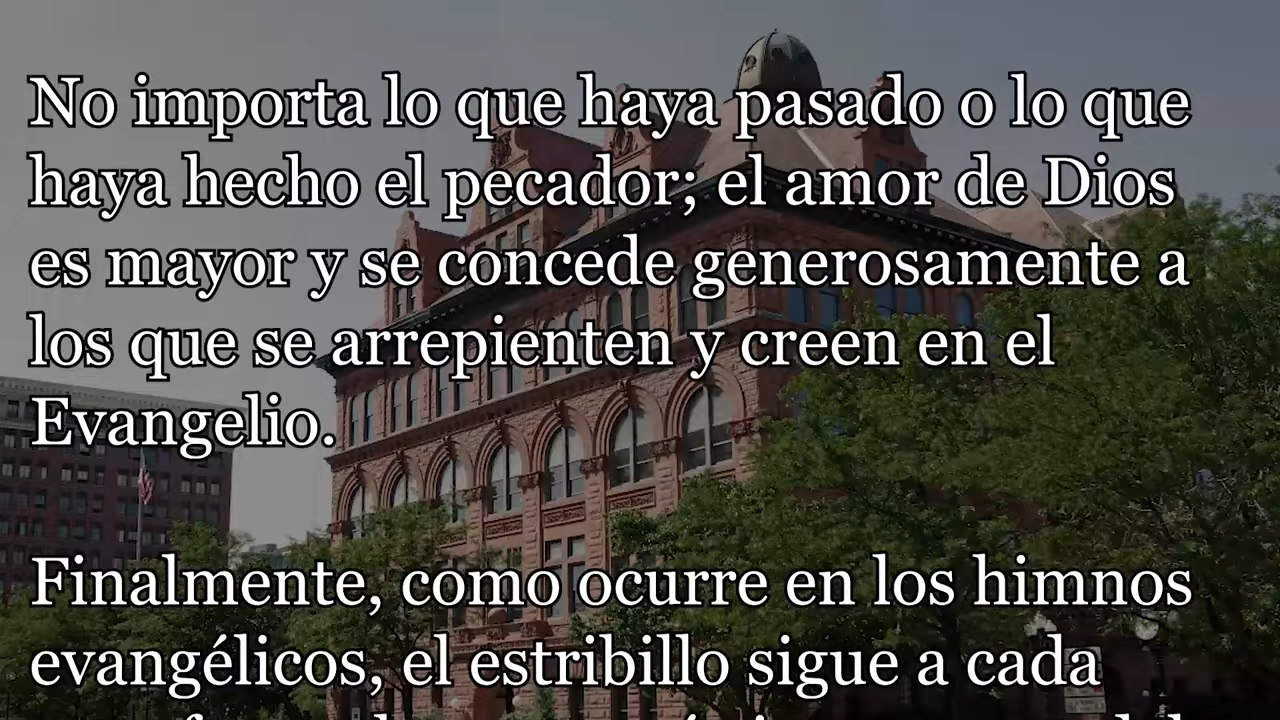 No importa lo que haya pasado o lo que
haya hecho el pecador; el amor de Dios
es mayor y se concede generosamente a
los que se arrepienten y creen en el
Evangelio.
Finalmente, como ocurre en los himnos
evangélicos, el estribillo sigue a cada